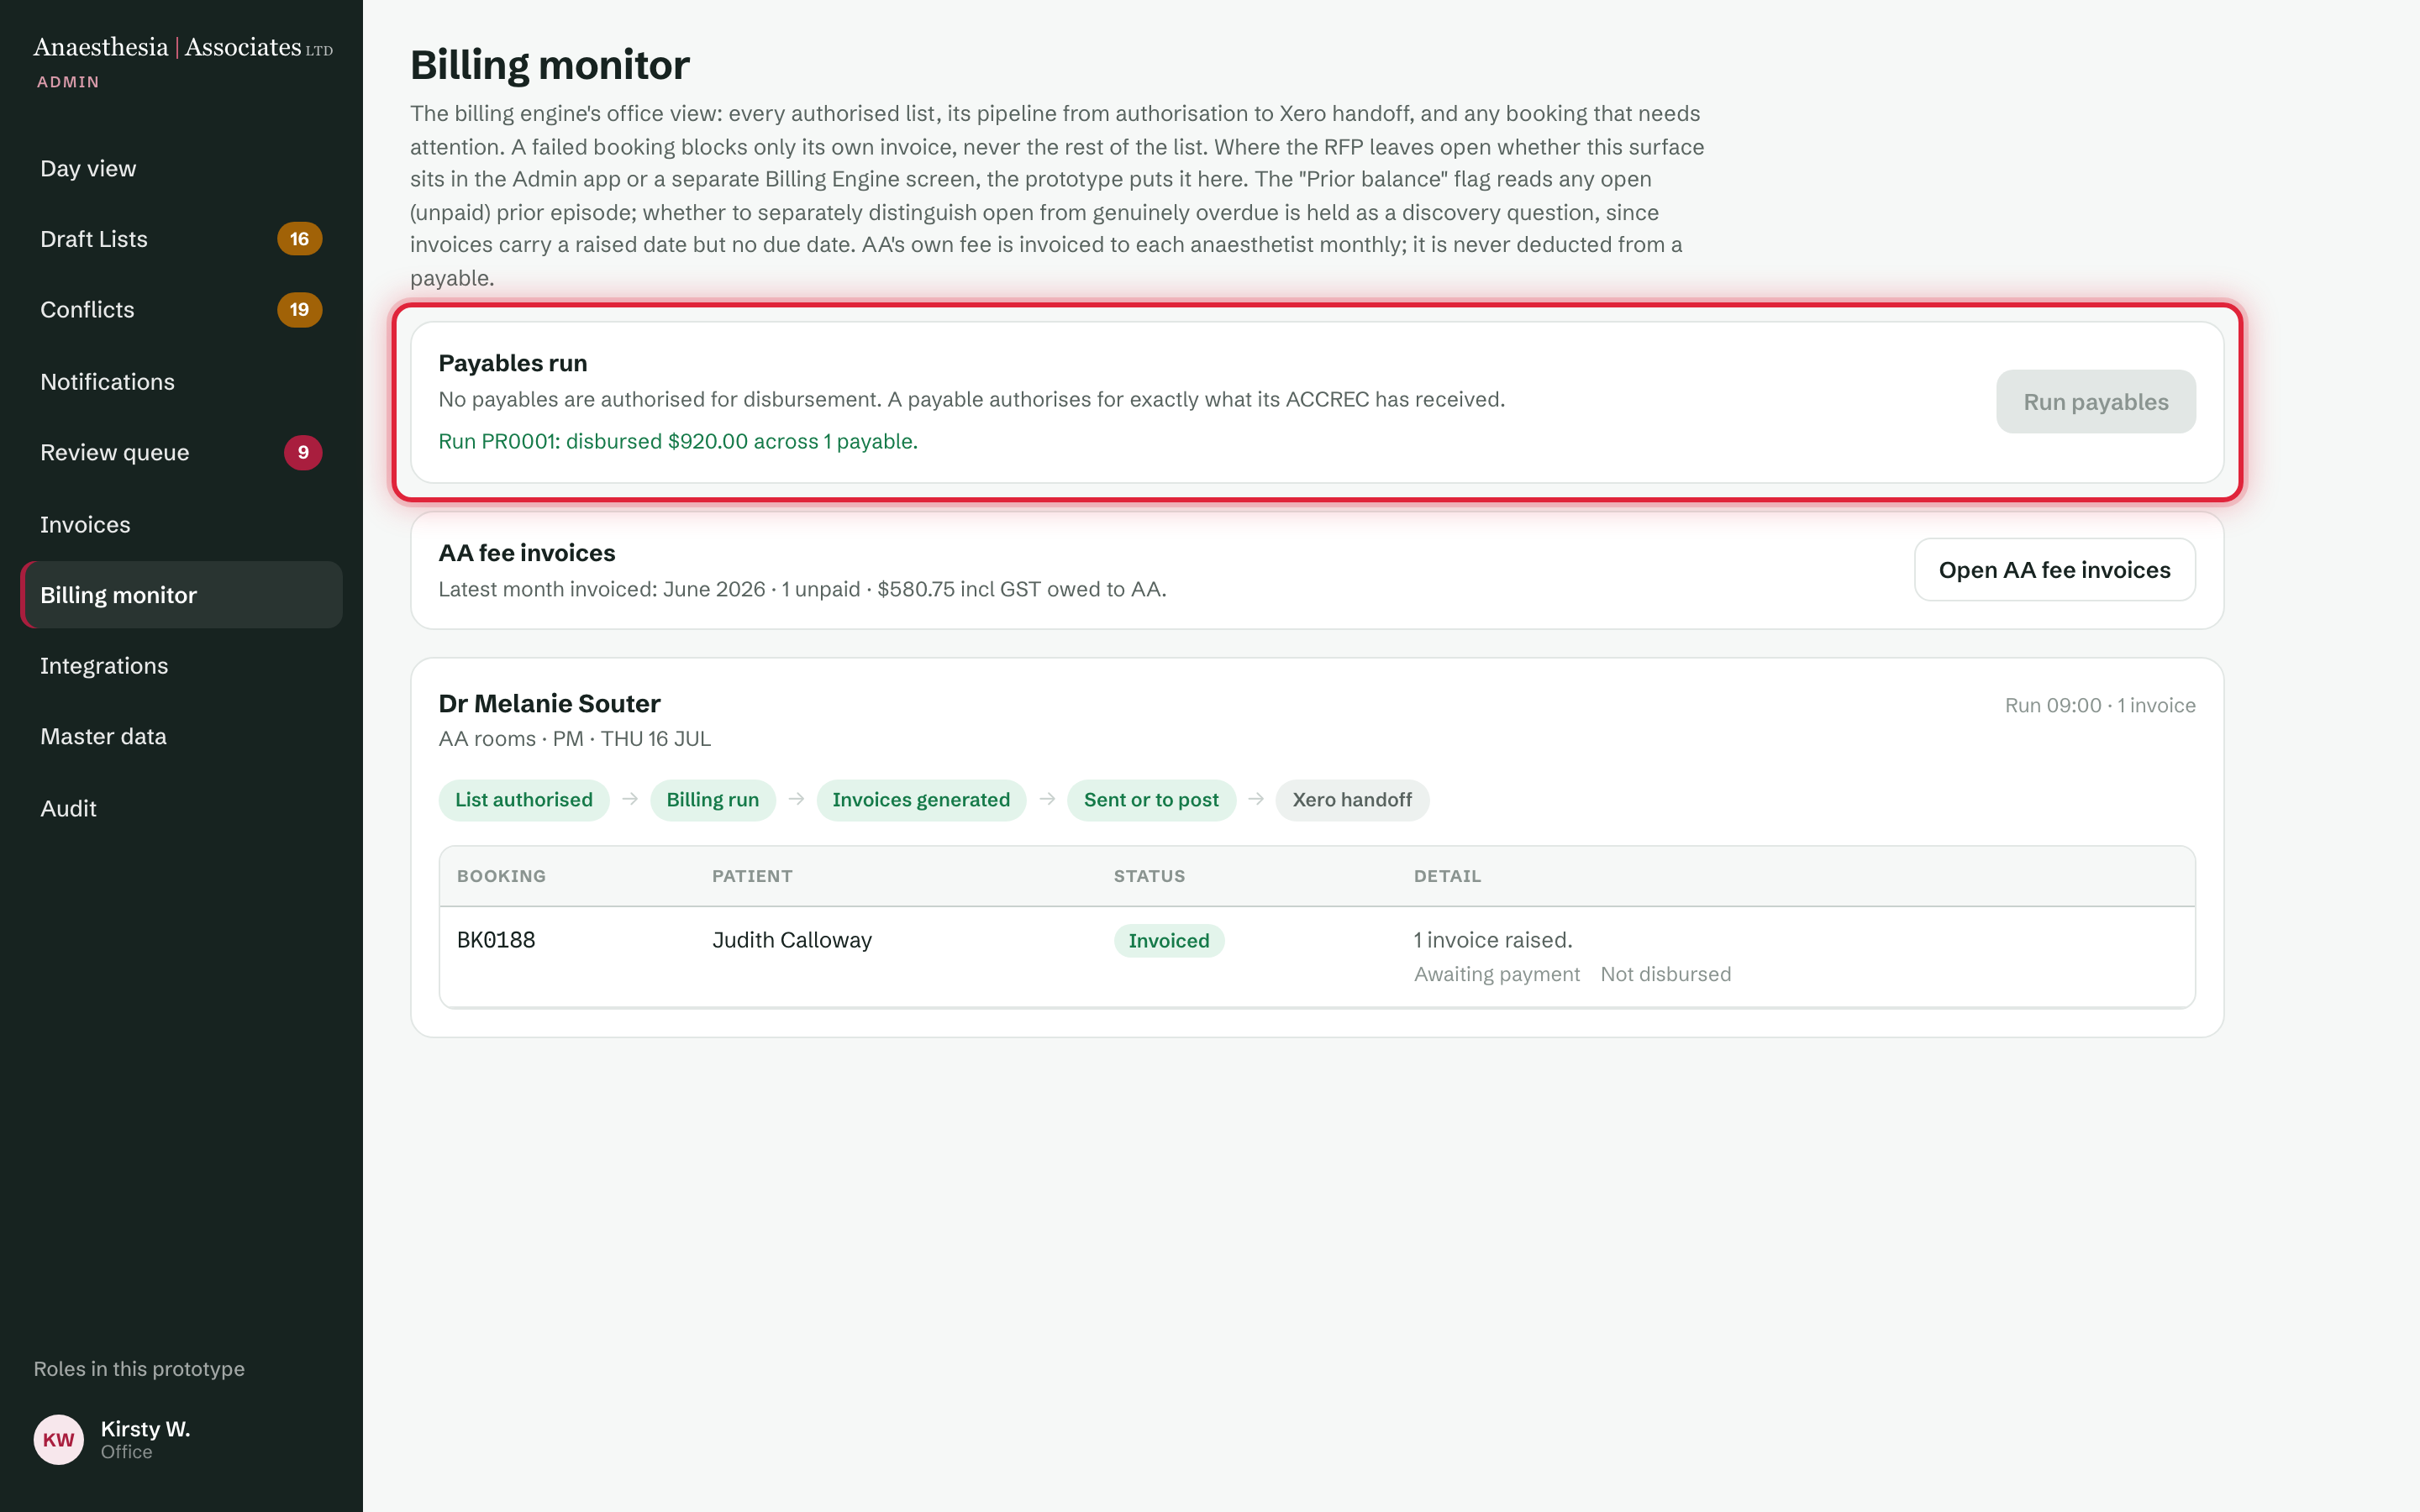 Anaesthesia | Associates LTD
ADMIN
Day view
Draft Lists 16
Conflicts 19
Notifications
Review queue 9
Invoices
Billing monitor
Integrations
Master data
Audit
Roles in this prototype
KW
Kirsty W.
Office
Billing monitor
The billing engine's office view: every authorised list, its pipeline from authorisation to Xero handoff, and any booking that needs
attention. A failed booking blocks only its own invoice, never the rest of the list. Where the RFP leaves open whether this surface
sits in the Admin app or a separate Billing Engine screen, the prototype puts it here. The "Prior balance" flag reads any open
(unpaid) prior episode; whether to separately distinguish open from genuinely overdue is held as a discovery question, since
invoices carry a raised date but no due date. AA's own fee is invoiced to each anaesthetist monthly; it is never deducted from a
payable.
Payables run
No payables are authorised for disbursement. A payable authorises for exactly what its ACCREC has received.
Run PR0001: disbursed $920.00 across 1 payable.
Run payables
AA fee invoices
Latest month invoiced: June 2026 · 1 unpaid · $580.75 incl GST owed to AA.
Open AA fee invoices
Dr Melanie Souter
Run 09:00 · 1 invoice
AA rooms · PM · THU 16 JUL
List authorised → Billing run → Invoices generated → Sent or to post → Xero handoff
BOOKING PATIENT STATUS DETAIL
BK0188 Judith Calloway Invoiced 1 invoice raised.
Awaiting payment Not disbursed